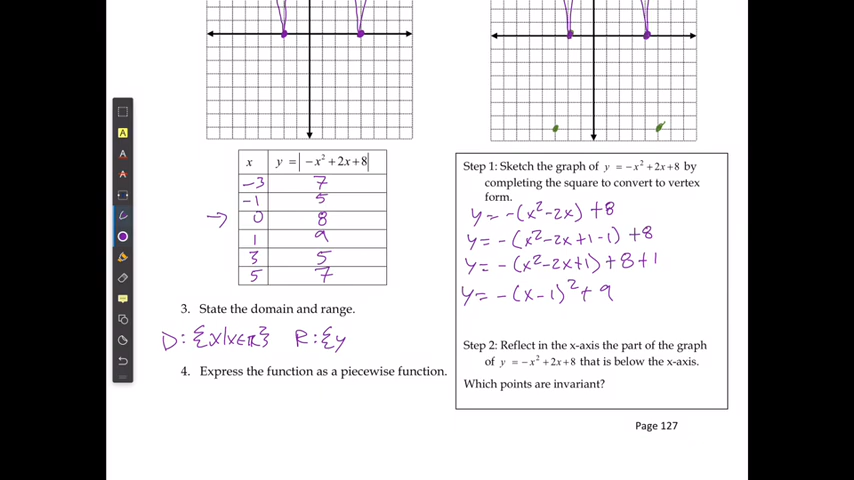 x y = |−x² + 2x + 8|
−3 7
−1 5
0 8
1 9
3 5
5 7
3. State the domain and range.
D: {x|x∈ℝ} R: {y
4. Express the function as a piecewise function.
Step 1: Sketch the graph of y = −x² + 2x + 8 by
completing the square to convert to vertex
form.
y = −(x²−2x) + 8
y = −(x²−2x+1−1) + 8
y = −(x²−2x+1) + 8 + 1
y = −(x−1)² + 9
Step 2: Reflect in the x-axis the part of the graph
of y = −x² + 2x + 8 that is below the x-axis.
Which points are invariant?
Page 127
A
A
A